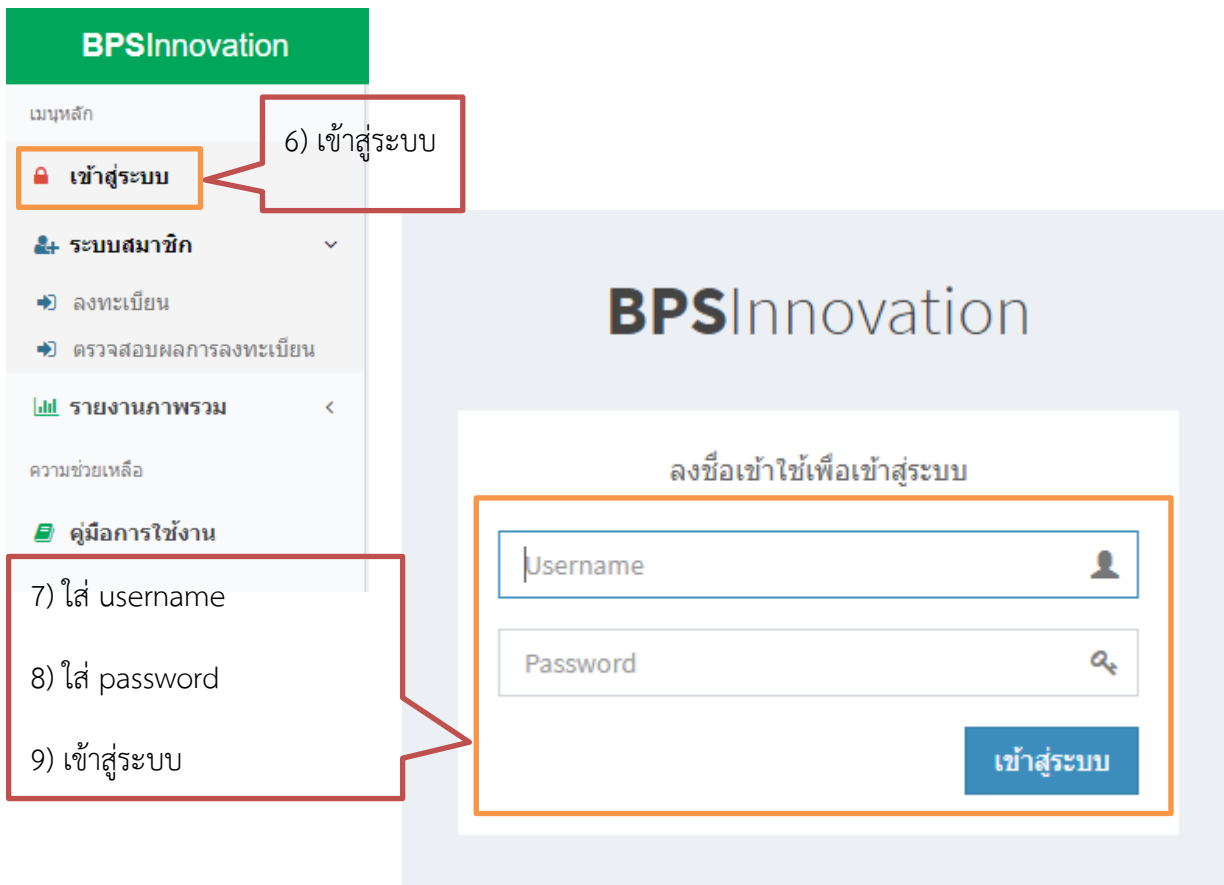 BPSInnovation
เมนูหลัก
6) เข้าสู่ระบบ
เข้าสู่ระบบ
ระบบสมาชิก
ลงทะเบียน
ตรวจสอบผลการลงทะเบียน
รายงานภาพรวม
ความช่วยเหลือ
คู่มือการใช้งาน
7) ใส่ username
8) ใส่ password
9) เข้าสู่ระบบ
BPSInnovation
ลงชื่อเข้าใช้เพื่อเข้าสู่ระบบ
Username
Password
เข้าสู่ระบบ